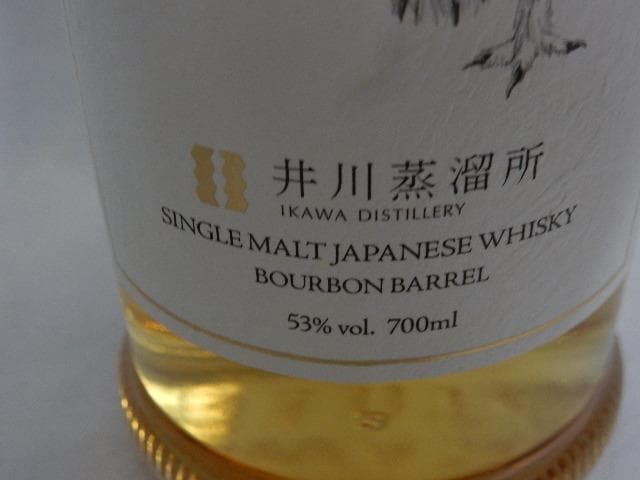 井川蒸溜所
IKAWA DISTILLERY
SINGLE MALT JAPANESE WHISKY
BOURBON BARREL
53% vol. 700ml